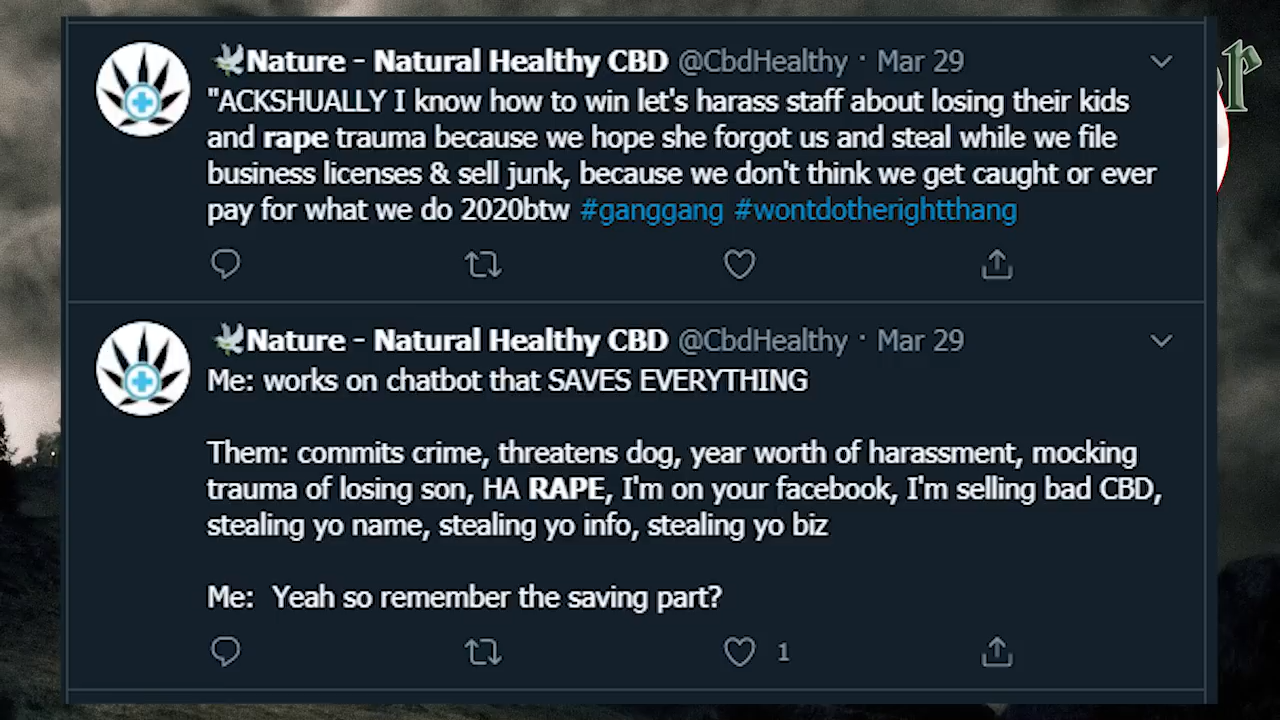 Nature - Natural Healthy CBD @CbdHealthy · Mar 29
"ACKSHUALLY I know how to win let's harass staff about losing their kids
and rape trauma because we hope she forgot us and steal while we file
business licenses & sell junk, because we don't think we get caught or ever
pay for what we do 2020btw #ganggang #wontdotherightthang
Nature - Natural Healthy CBD @CbdHealthy · Mar 29
Me: works on chatbot that SAVES EVERYTHING
Them: commits crime, threatens dog, year worth of harassment, mocking
trauma of losing son, HA RAPE, I'm on your facebook, I'm selling bad CBD,
stealing yo name, stealing yo info, stealing yo biz
Me:  Yeah so remember the saving part?
1